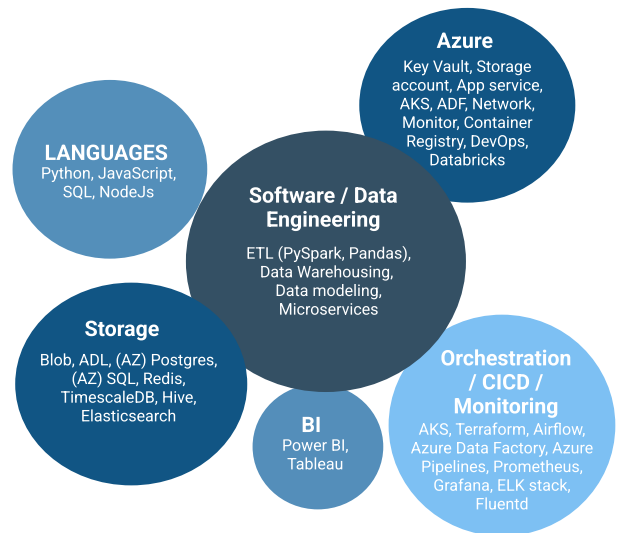 Azure
Key Vault, Storage
account, App service,
AKS, ADF, Network,
Monitor, Container
Registry, DevOps,
Databricks
LANGUAGES
Python, JavaScript,
SQL, NodeJs
Software / Data
Engineering
ETL (PySpark, Pandas),
Data Warehousing,
Data modeling,
Microservices
Storage
Blob, ADL, (AZ) Postgres,
(AZ) SQL, Redis,
TimescaleDB, Hive,
Elasticsearch
BI
Power BI,
Tableau
Orchestration
/ CICD /
Monitoring
AKS, Terraform, Airflow,
Azure Data Factory, Azure
Pipelines, Prometheus,
Grafana, ELK stack,
Fluentd